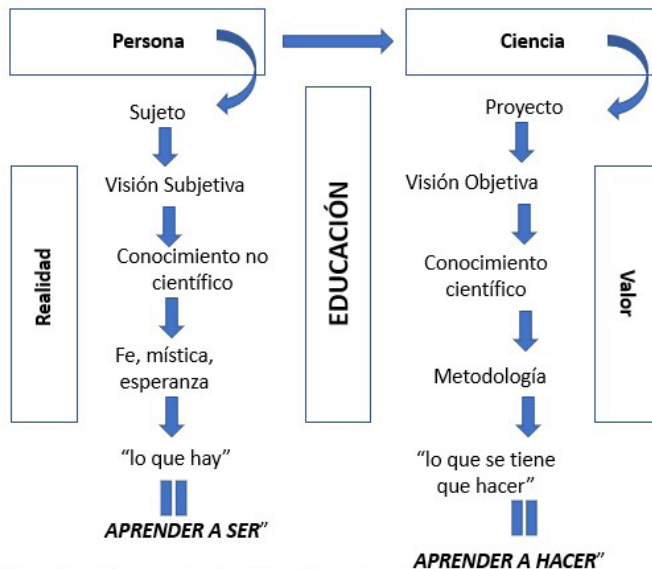 Persona
Ciencia
Sujeto
Proyecto
Visión Subjetiva
Visión Objetiva
Realidad
EDUCACIÓN
Valor
Conocimiento no
científico
Conocimiento
científico
Fe, mística,
esperanza
Metodología
“lo que hay”
“lo que se tiene
que hacer”
APRENDER A SER”
APRENDER A HACER”